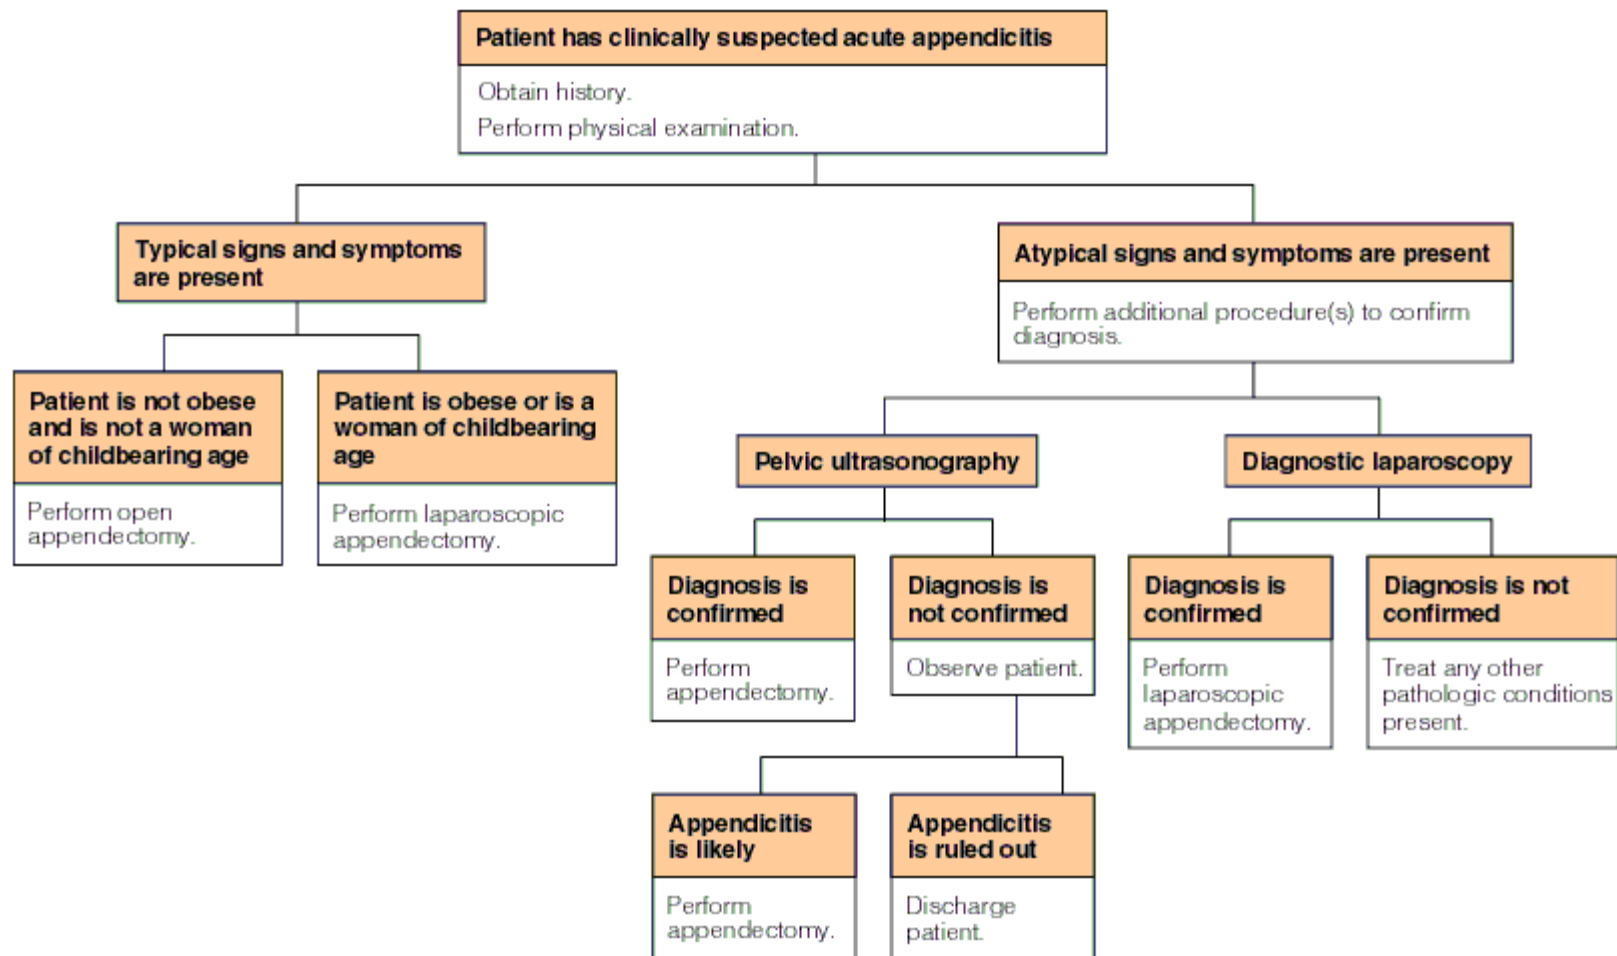 Patient has clinically suspected acute appendicitis
Obtain history.
Perform physical examination.
Typical signs and symptoms
are present
Atypical signs and symptoms are present
Perform additional procedure(s) to confirm
diagnosis.
Patient is not obese
and is not a woman
of childbearing age
Perform open
appendectomy.
Patient is obese or is a
woman of childbearing
age
Perform laparoscopic
appendectomy.
Pelvic ultrasonography
Diagnostic laparoscopy
Diagnosis is
confirmed
Perform
appendectomy.
Diagnosis is
not confirmed
Observe patient.
Diagnosis is
confirmed
Perform
laparoscopic
appendectomy.
Diagnosis is not
confirmed
Treat any other
pathologic conditions
present.
Appendicitis
is likely
Perform
appendectomy.
Appendicitis
is ruled out
Discharge
patient.